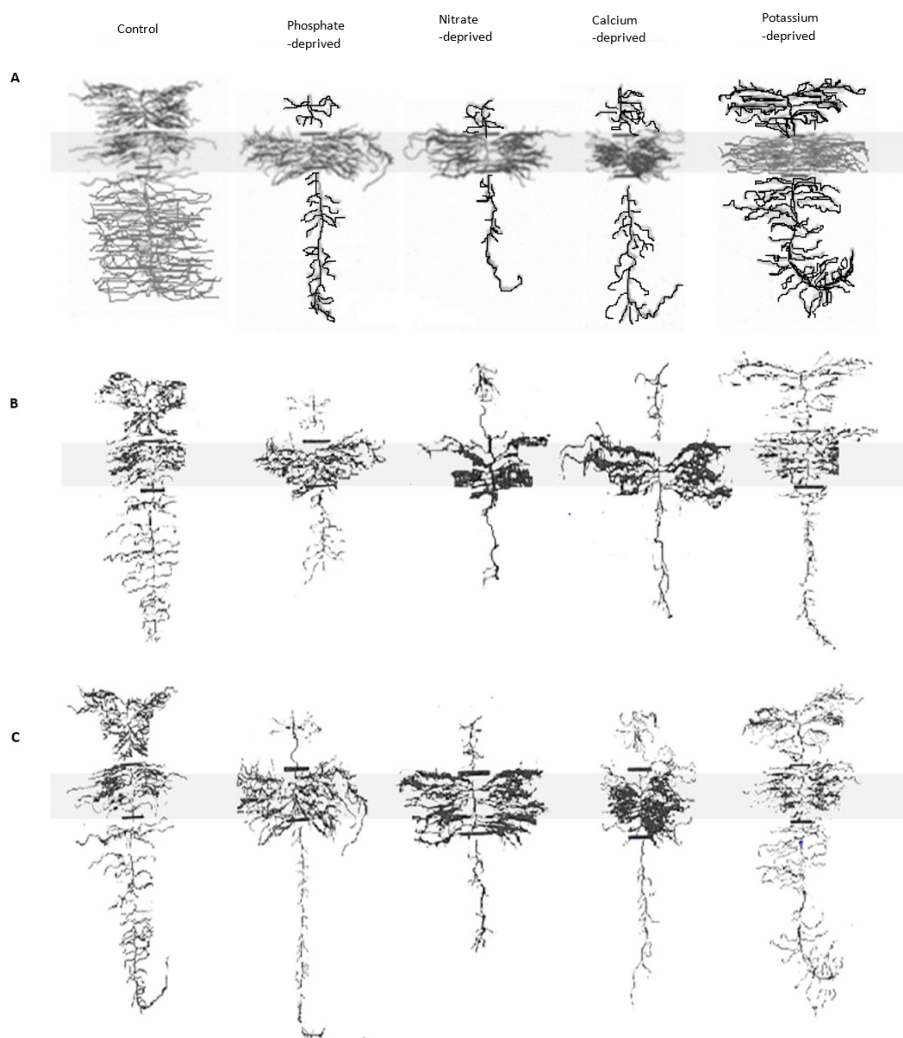 Control
Phosphate
-deprived
Nitrate
-deprived
Calcium
-deprived
Potassium
-deprived
A
B
C